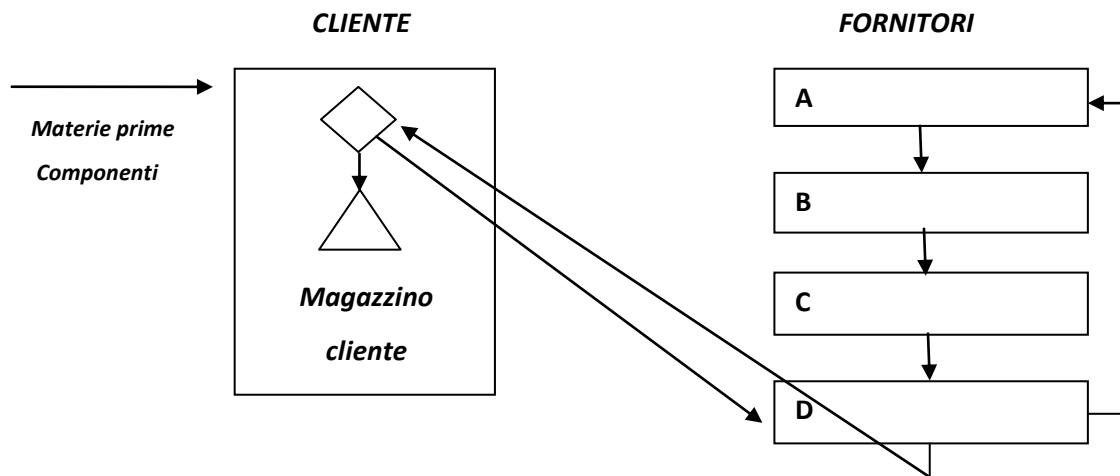 CLIENTE
FORNITORI
Materie prime
Componenti
Magazzino
cliente
A
B
C
D